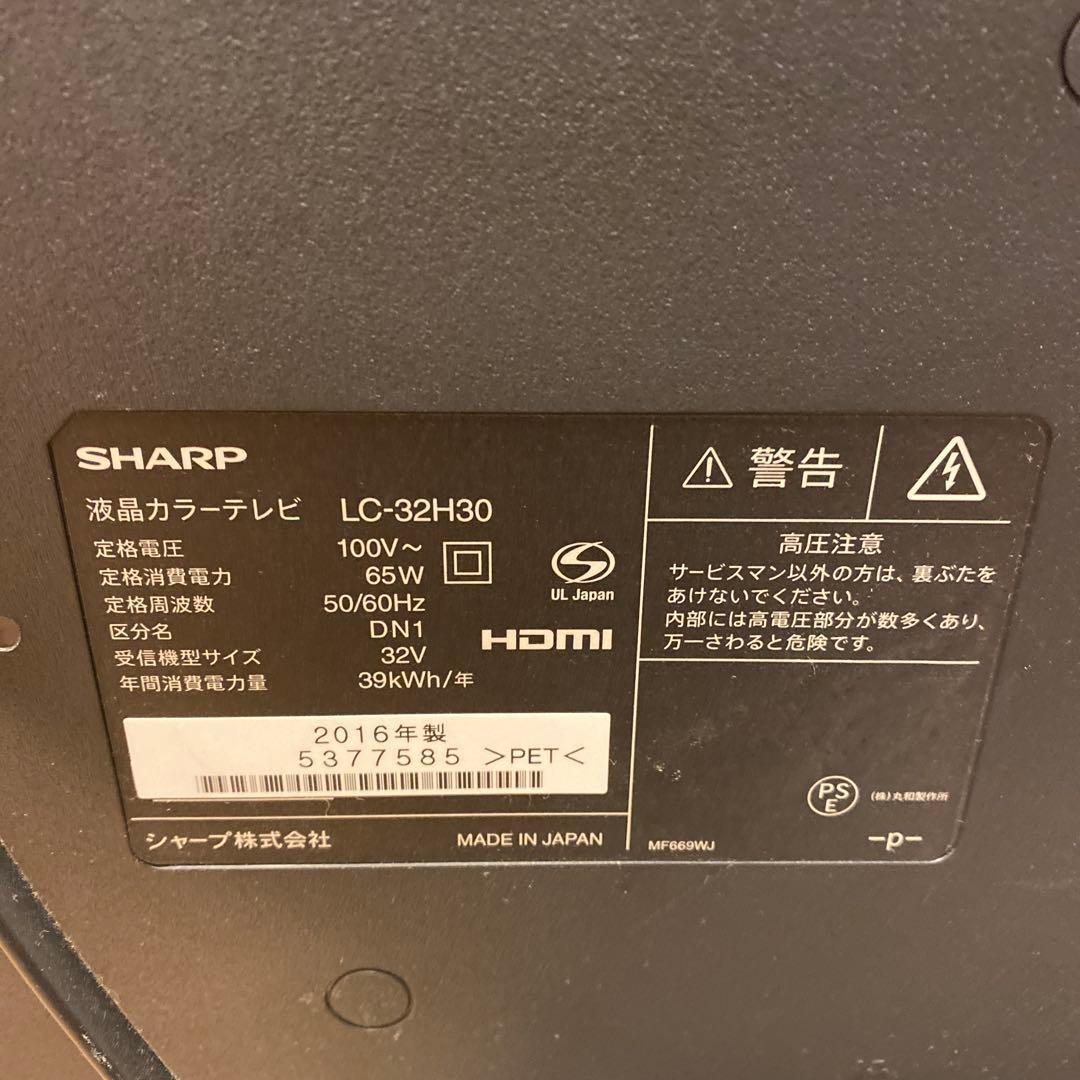 SHARP
液晶カラーテレビ LC-32H30
定格電圧 100V～
定格消費電力 65W
定格周波数 50/60Hz
区分名 DN1
受信機型サイズ 32V
年間消費電力量 39kWh/年
UL Japan
HDMI
2016年製
5377585 >PET<
シャープ株式会社 MADE IN JAPAN
警告
高圧注意
サービスマン以外の方は、裏ぶたを
あけないでください。
内部には高電圧部分が数多くあり、
万一さわると危険です。
PSE (株)丸和製作所
MF669WJ -p-